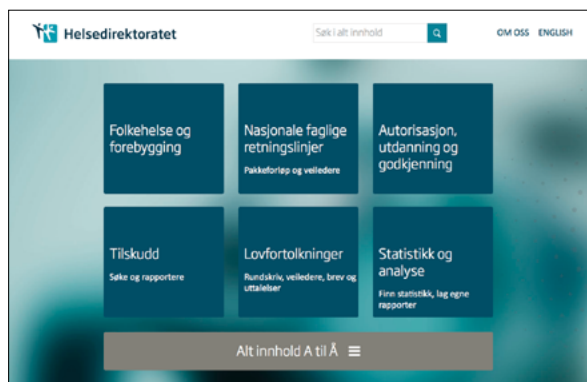 Helsedirektoratet
Søk i alt innhold
OM OSS ENGLISH
Folkehelse og
forebygging
Nasjonale faglige
retningslinjer
Pakkeforløp og veiledere
Autorisasjon,
utdanning og
godkjenning
Tilskudd
Søke og rapportere
Lovfortolkninger
Rundskriv, veiledere, brev og
uttalelser
Statistikk og
analyse
Finn statistikk, lag egne
rapporter
Alt innhold A til Å